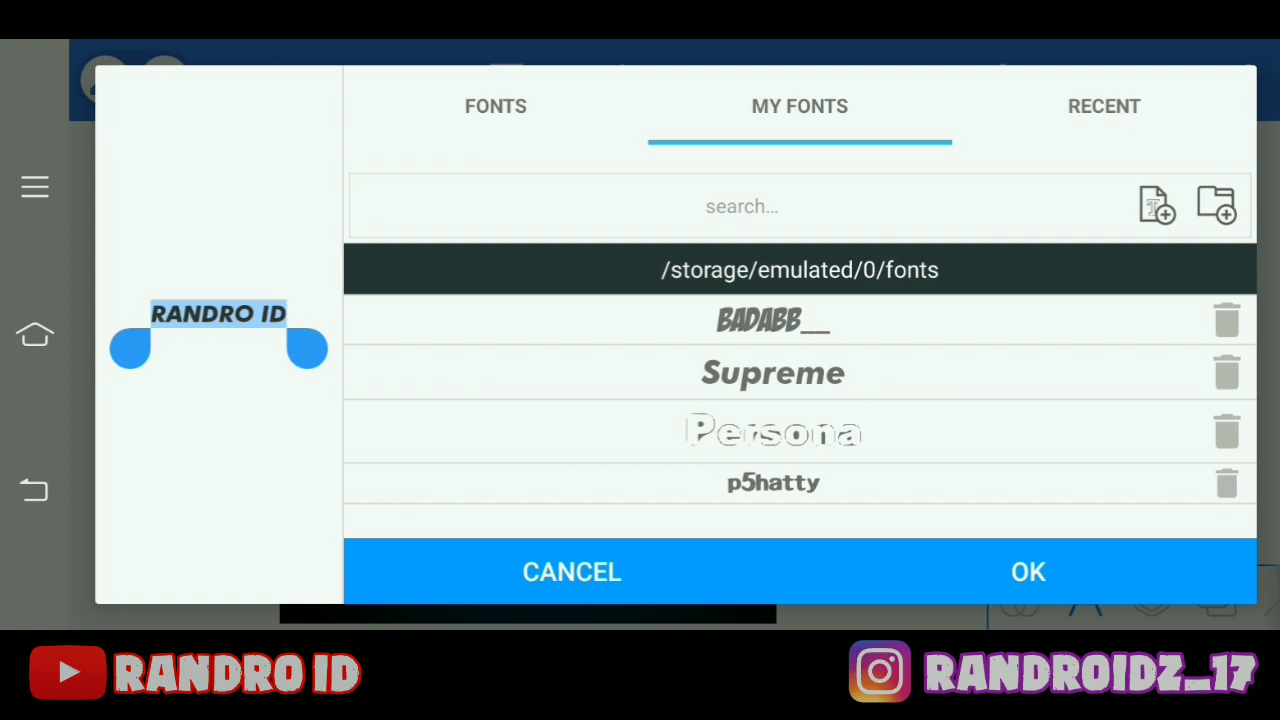 FONTS
MY FONTS
RECENT
search...
/storage/emulated/0/fonts
RANDRO ID
BADABB__
Supreme
Persona
p5hatty
CANCEL
OK
RANDRO ID
RANDROIDZ_17